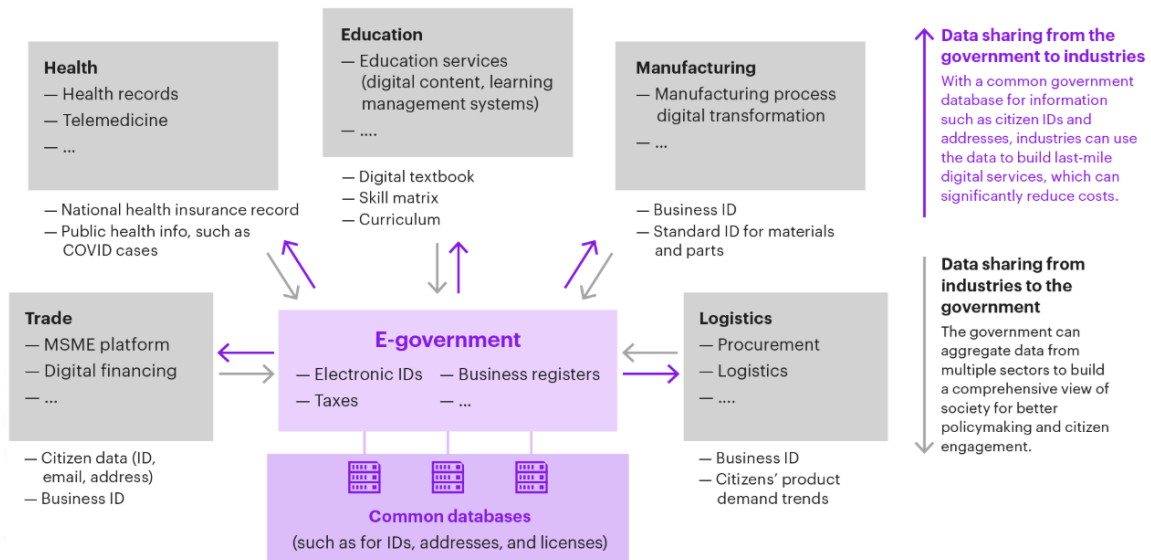 Health
— Health records
— Telemedicine
— ...
— National health insurance record
— Public health info, such as
COVID cases
Education
— Education services
(digital content, learning
management systems)
— ....
— Digital textbook
— Skill matrix
— Curriculum
Manufacturing
— Manufacturing process
digital transformation
— ...
— Business ID
— Standard ID for materials
and parts
Trade
— MSME platform
— Digital financing
— ...
— Citizen data (ID,
email, address)
— Business ID
E-government
— Electronic IDs
— Taxes
— Business registers
— ...
Common databases
(such as for IDs, addresses, and licenses)
Logistics
— Procurement
— Logistics
— ....
— Business ID
— Citizens’ product
demand trends
Data sharing from the
government to industries
With a common government
database for information
such as citizen IDs and
addresses, industries can use
the data to build last-mile
digital services, which can
significantly reduce costs.
Data sharing from
industries to the
government
The government can
aggregate data from
multiple sectors to build
a comprehensive view of
society for better
policymaking and citizen
engagement.